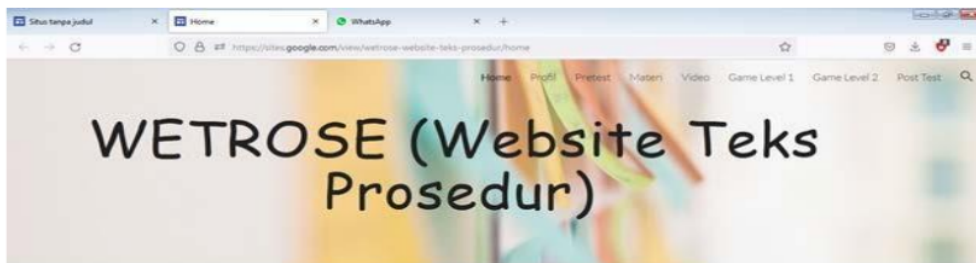 Situs tanpa judul
Home
WhatsApp
https://sites.google.com/view/wetrose-website-teks-prosedur/home
Home Profil Pretest Materi Video Game Level 1 Game Level 2 Post Test
WETROSE (Website Teks
Prosedur)